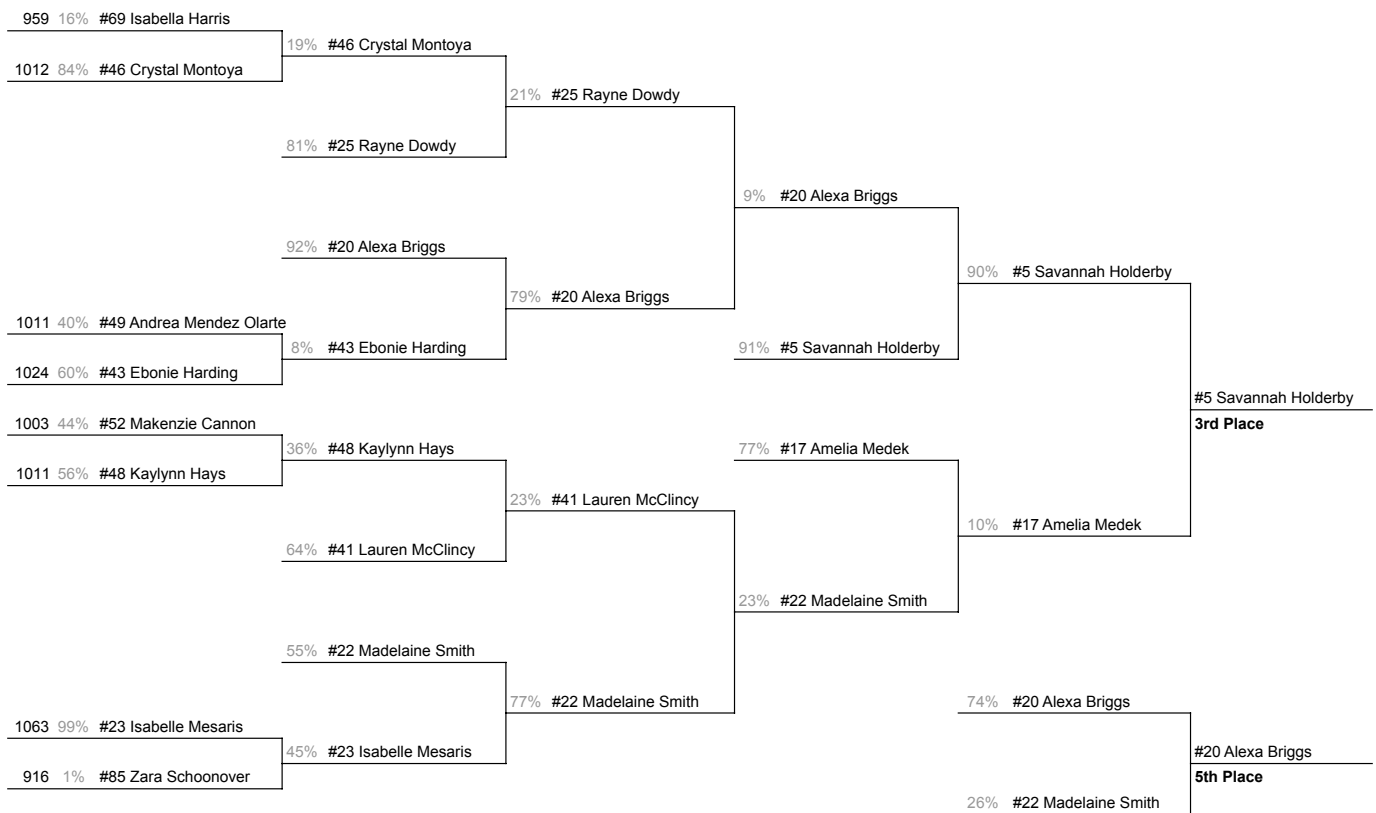 959 16% #69 Isabella Harris
19% #46 Crystal Montoya
1012 84% #46 Crystal Montoya
21% #25 Rayne Dowdy
81% #25 Rayne Dowdy
9% #20 Alexa Briggs
92% #20 Alexa Briggs
90% #5 Savannah Holderby
79% #20 Alexa Briggs
1011 40% #49 Andrea Mendez Olarte
8% #43 Ebonie Harding
91% #5 Savannah Holderby
1024 60% #43 Ebonie Harding
#5 Savannah Holderby
1003 44% #52 Makenzie Cannon
3rd Place
36% #48 Kaylynn Hays
77% #17 Amelia Medek
1011 56% #48 Kaylynn Hays
23% #41 Lauren McClincy
10% #17 Amelia Medek
64% #41 Lauren McClincy
23% #22 Madelaine Smith
55% #22 Madelaine Smith
77% #22 Madelaine Smith
74% #20 Alexa Briggs
1063 99% #23 Isabelle Mesaris
45% #23 Isabelle Mesaris
#20 Alexa Briggs
916 1% #85 Zara Schoonover
5th Place
26% #22 Madelaine Smith